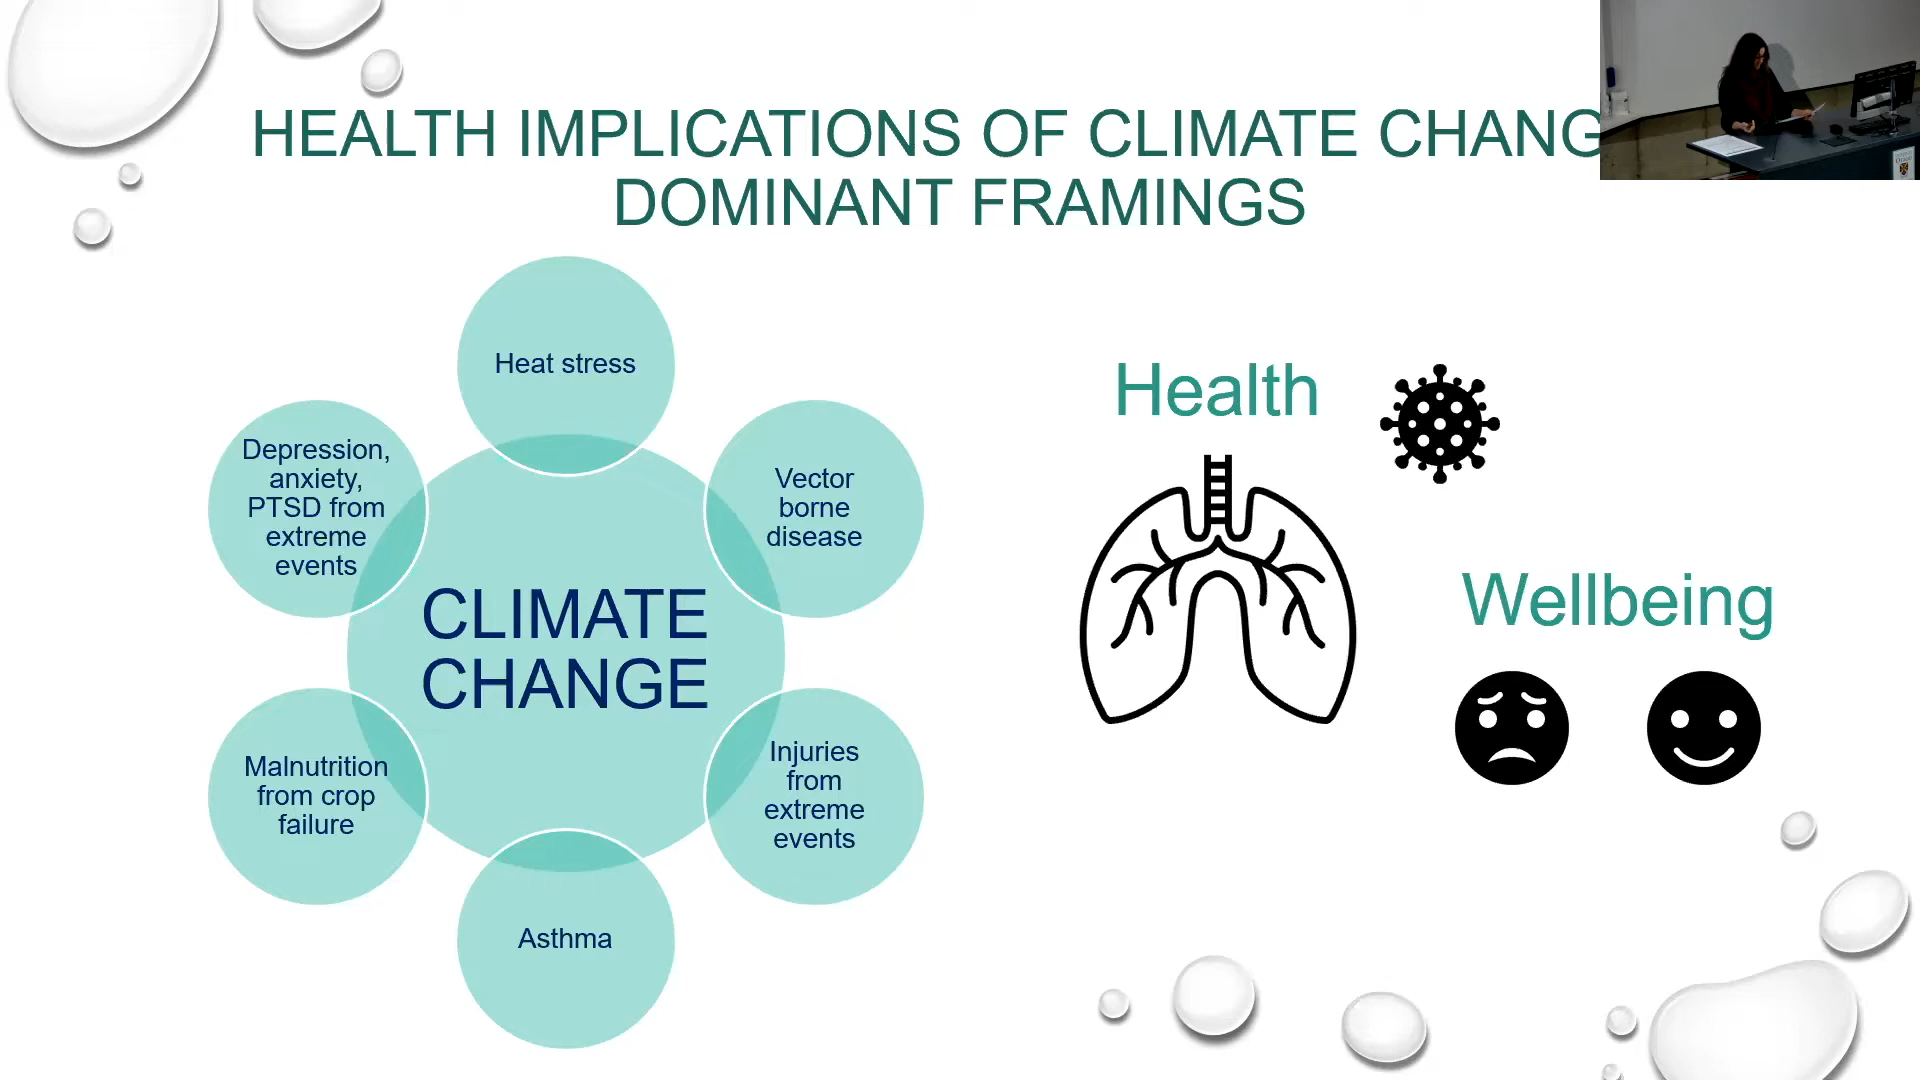 HEALTH IMPLICATIONS OF CLIMATE CHANG
DOMINANT FRAMINGS
Heat stress
Depression,
anxiety,
PTSD from
extreme
events
Vector
borne
disease
CLIMATE
CHANGE
Malnutrition
from crop
failure
Injuries
from
extreme
events
Asthma
Health
Wellbeing